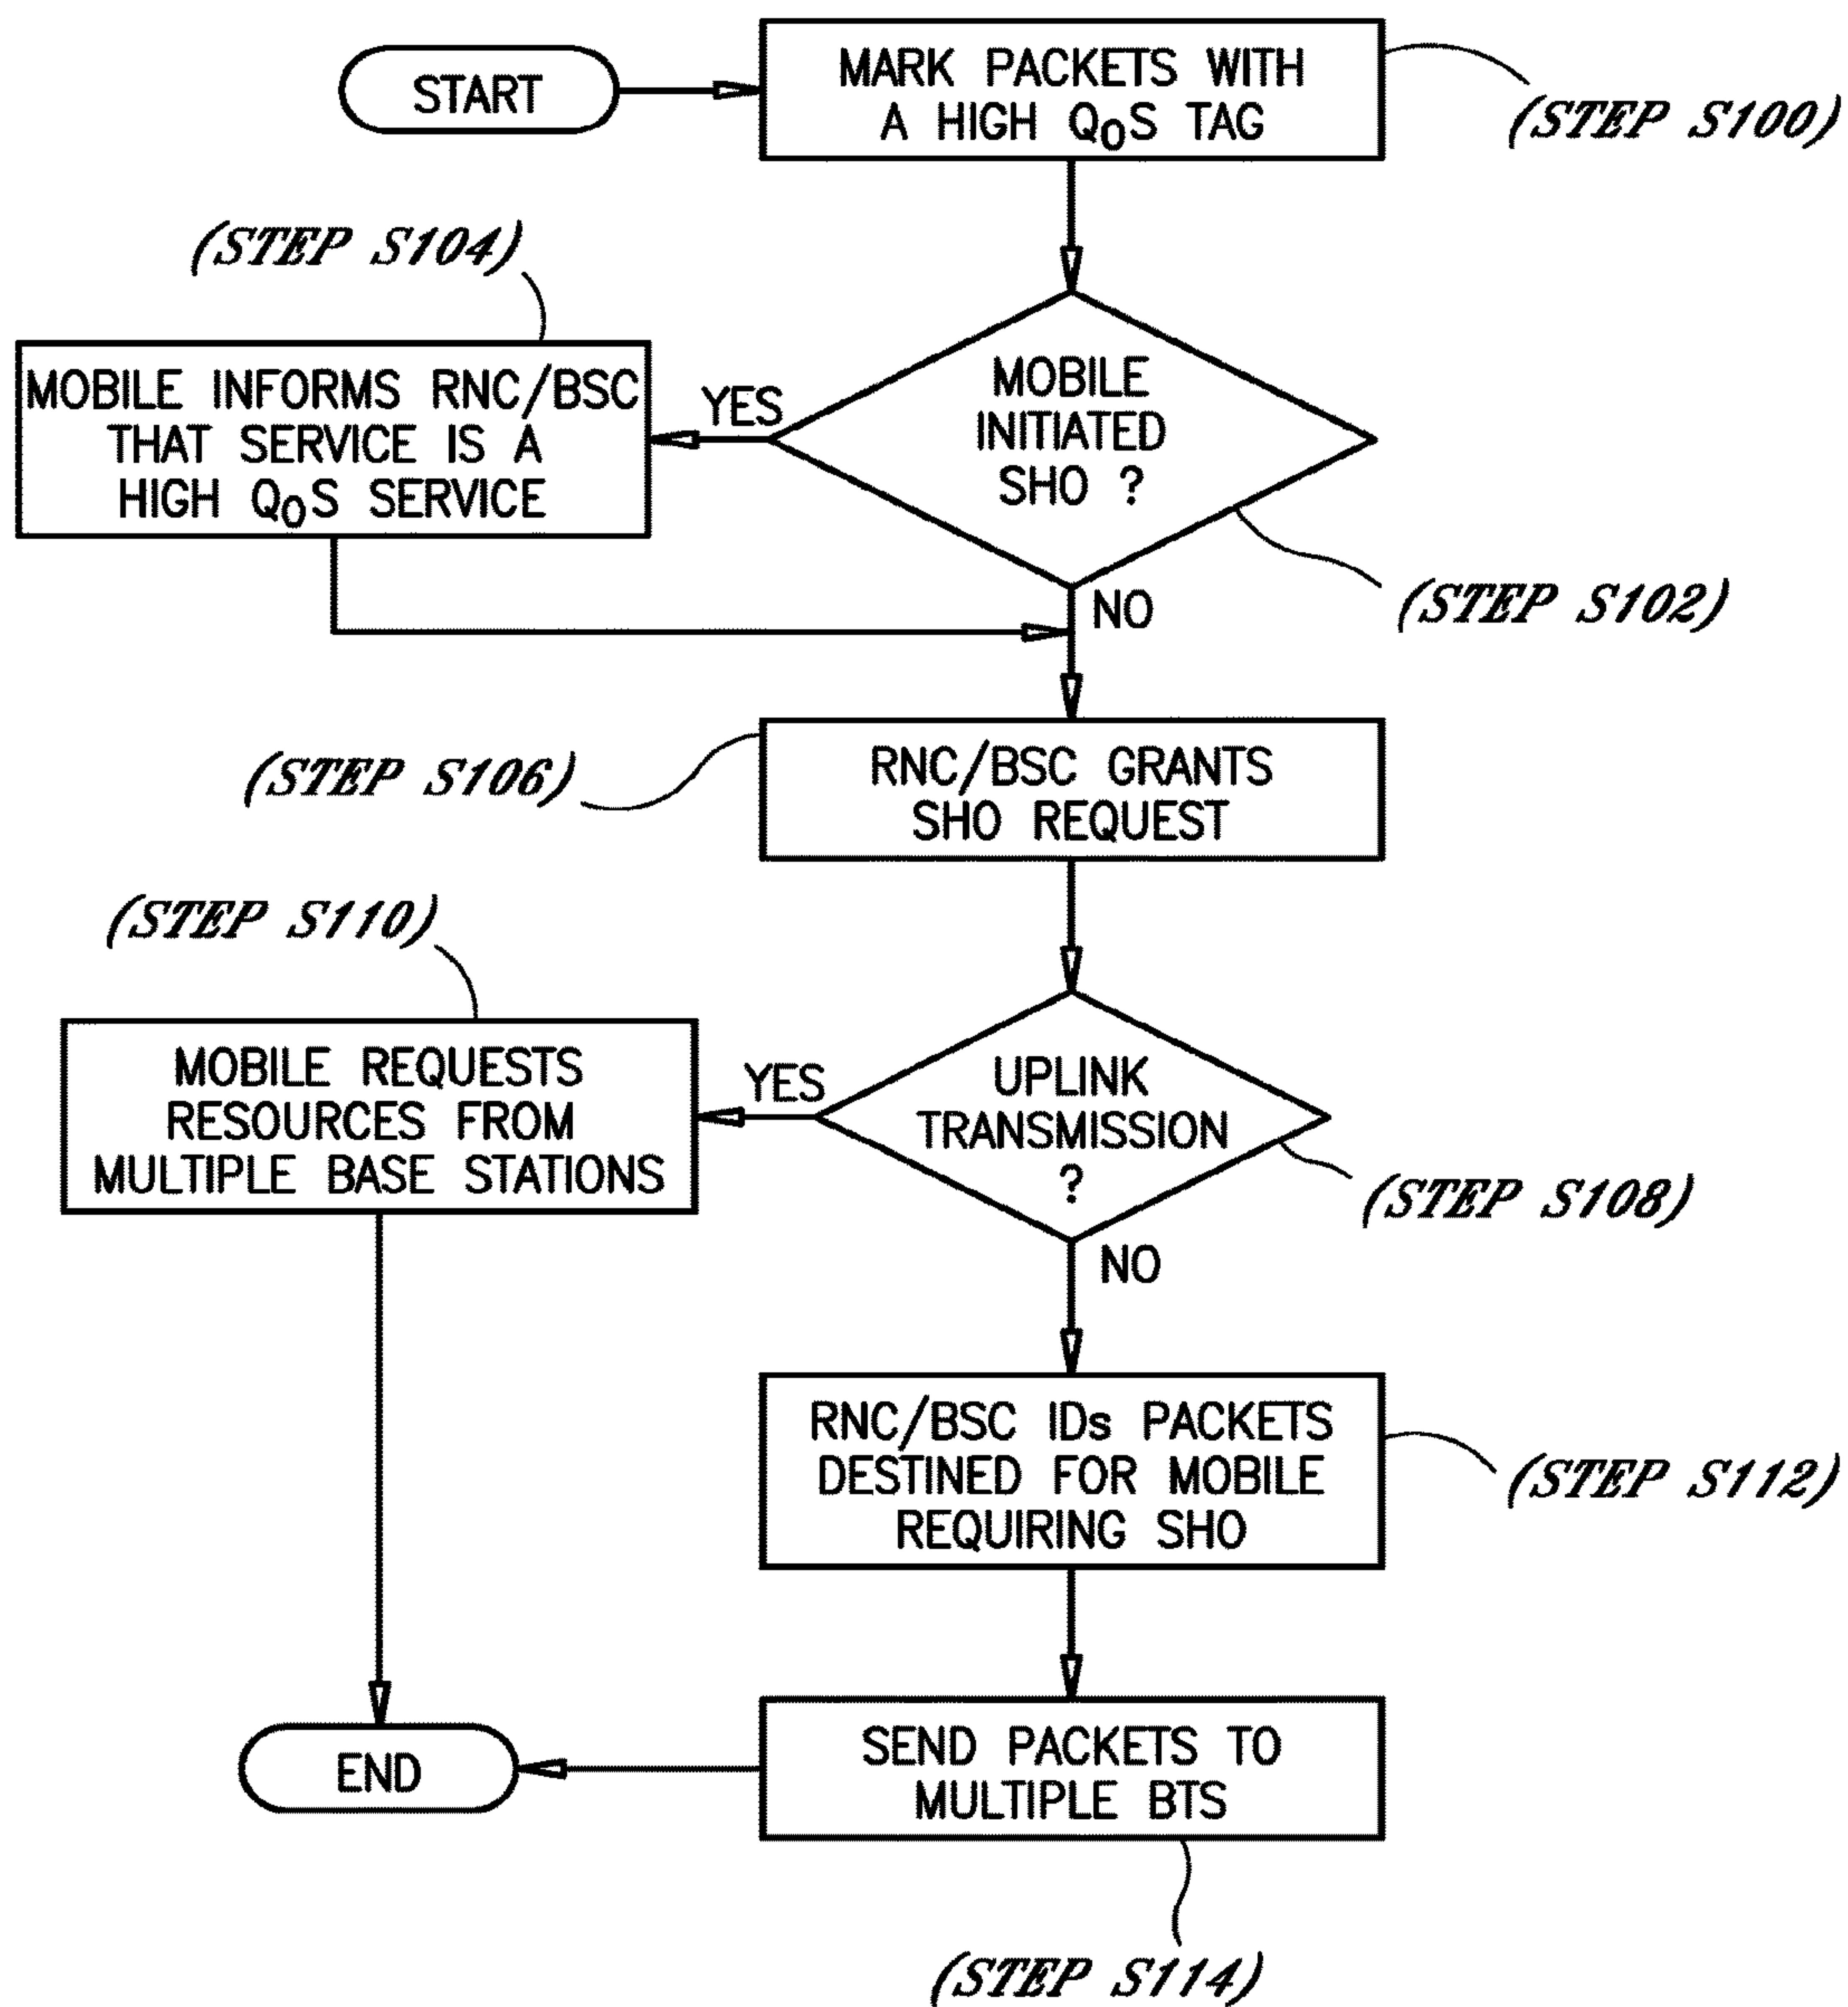 START
MARK PACKETS WITH
A HIGH QoS TAG
(STEP S100)
(STEP S104)
MOBILE INFORMS RNC/BSC
THAT SERVICE IS A
HIGH QoS SERVICE
YES
MOBILE
INITIATED
SHO ?
(STEP S102)
NO
(STEP S106)
RNC/BSC GRANTS
SHO REQUEST
(STEP S110)
MOBILE REQUESTS
RESOURCES FROM
MULTIPLE BASE STATIONS
YES
UPLINK
TRANSMISSION
?
(STEP S108)
NO
RNC/BSC IDs PACKETS
DESTINED FOR MOBILE
REQUIRING SHO
(STEP S112)
END
SEND PACKETS TO
MULTIPLE BTS
(STEP S114)